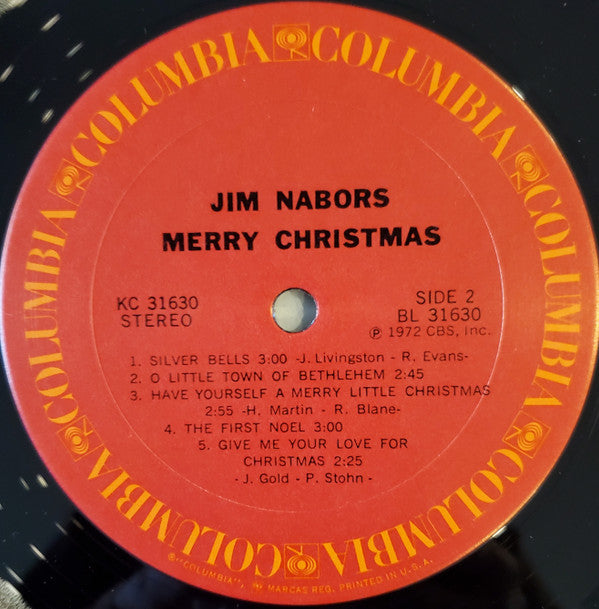 COLUMBIA COLUMBIA COLUMBIA COLUMBIA COLUMBIA COLUMBIA
JIM NABORS
MERRY CHRISTMAS
KC 31630
STEREO
SIDE 2
BL 31630
Ⓟ 1972 CBS, Inc.
1. SILVER BELLS 3:00 -J. Livingston - R. Evans-
2. O LITTLE TOWN OF BETHLEHEM 2:45
3. HAVE YOURSELF A MERRY LITTLE CHRISTMAS
2:55 -H. Martin - R. Blane-
4. THE FIRST NOEL 3:00
5. GIVE ME YOUR LOVE FOR
CHRISTMAS 2:25
-J. Gold - P. Stohn -
®"COLUMBIA", MARCAS REG. PRINTED IN U.S.A.